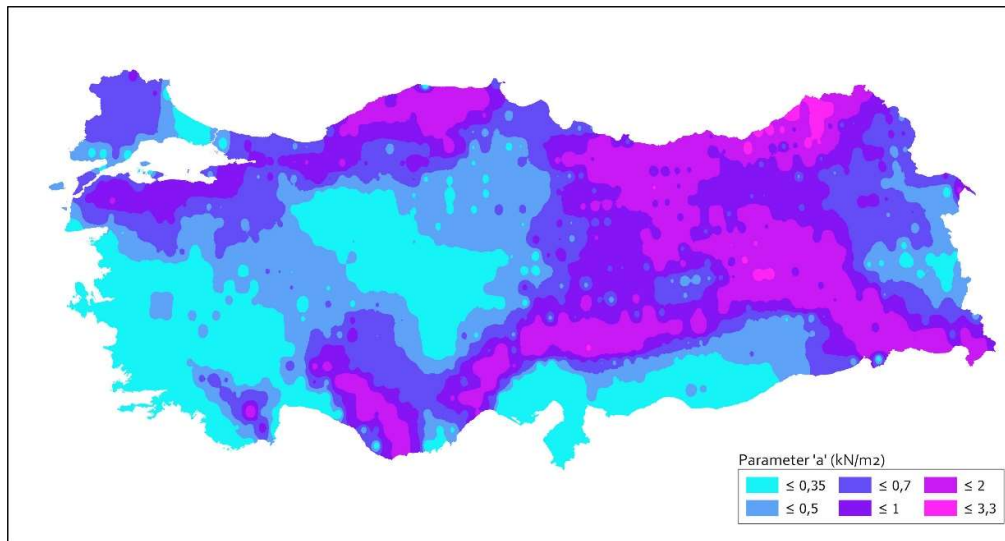 Parameter 'a' (kN/m2)
≤ 0,35 ≤ 0,7 ≤ 2
≤ 0,5 ≤ 1 ≤ 3,3